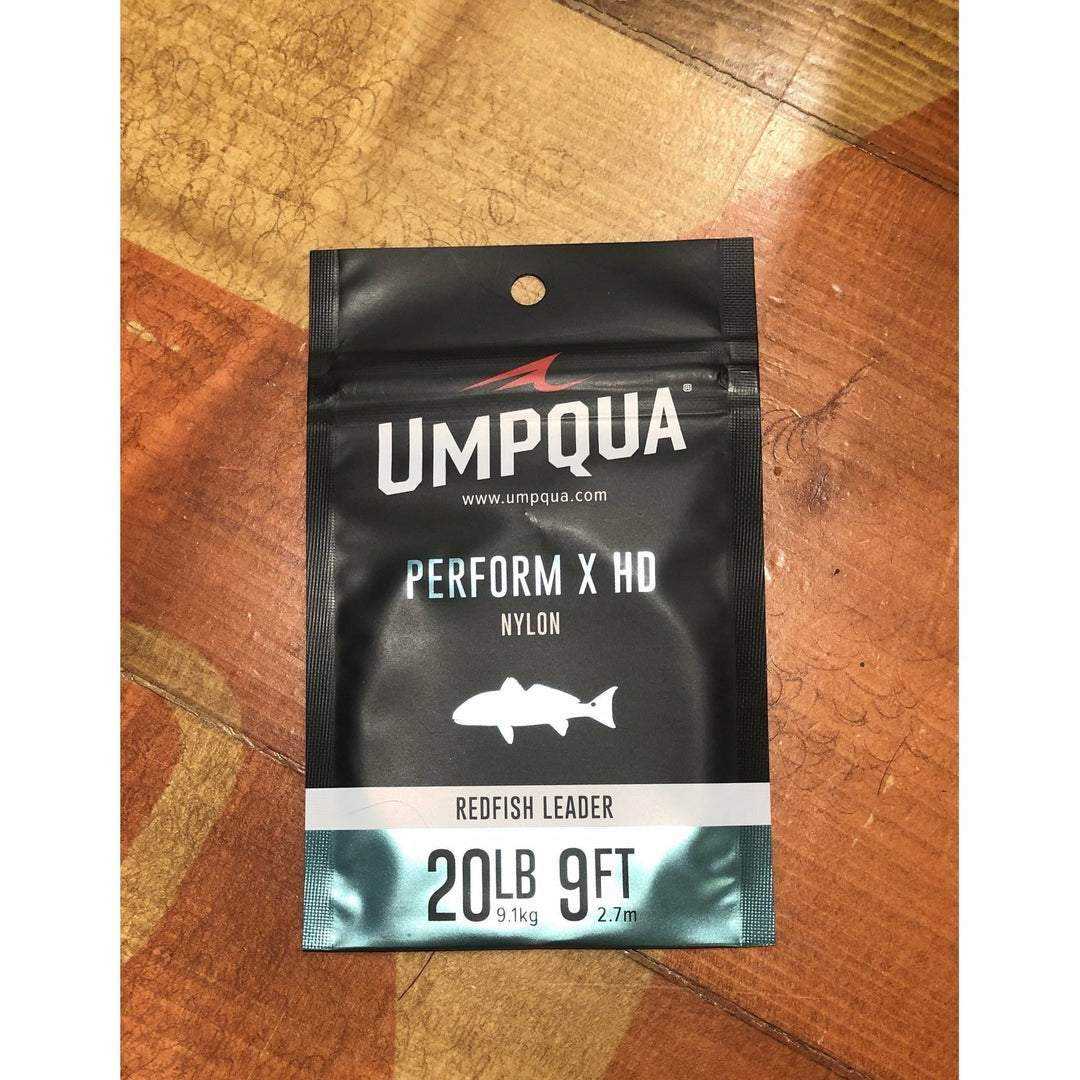 UMPQUA®
www.umpqua.com
PERFORM X HD
NYLON
REDFISH LEADER
20LB 9FT
9.1kg 2.7m